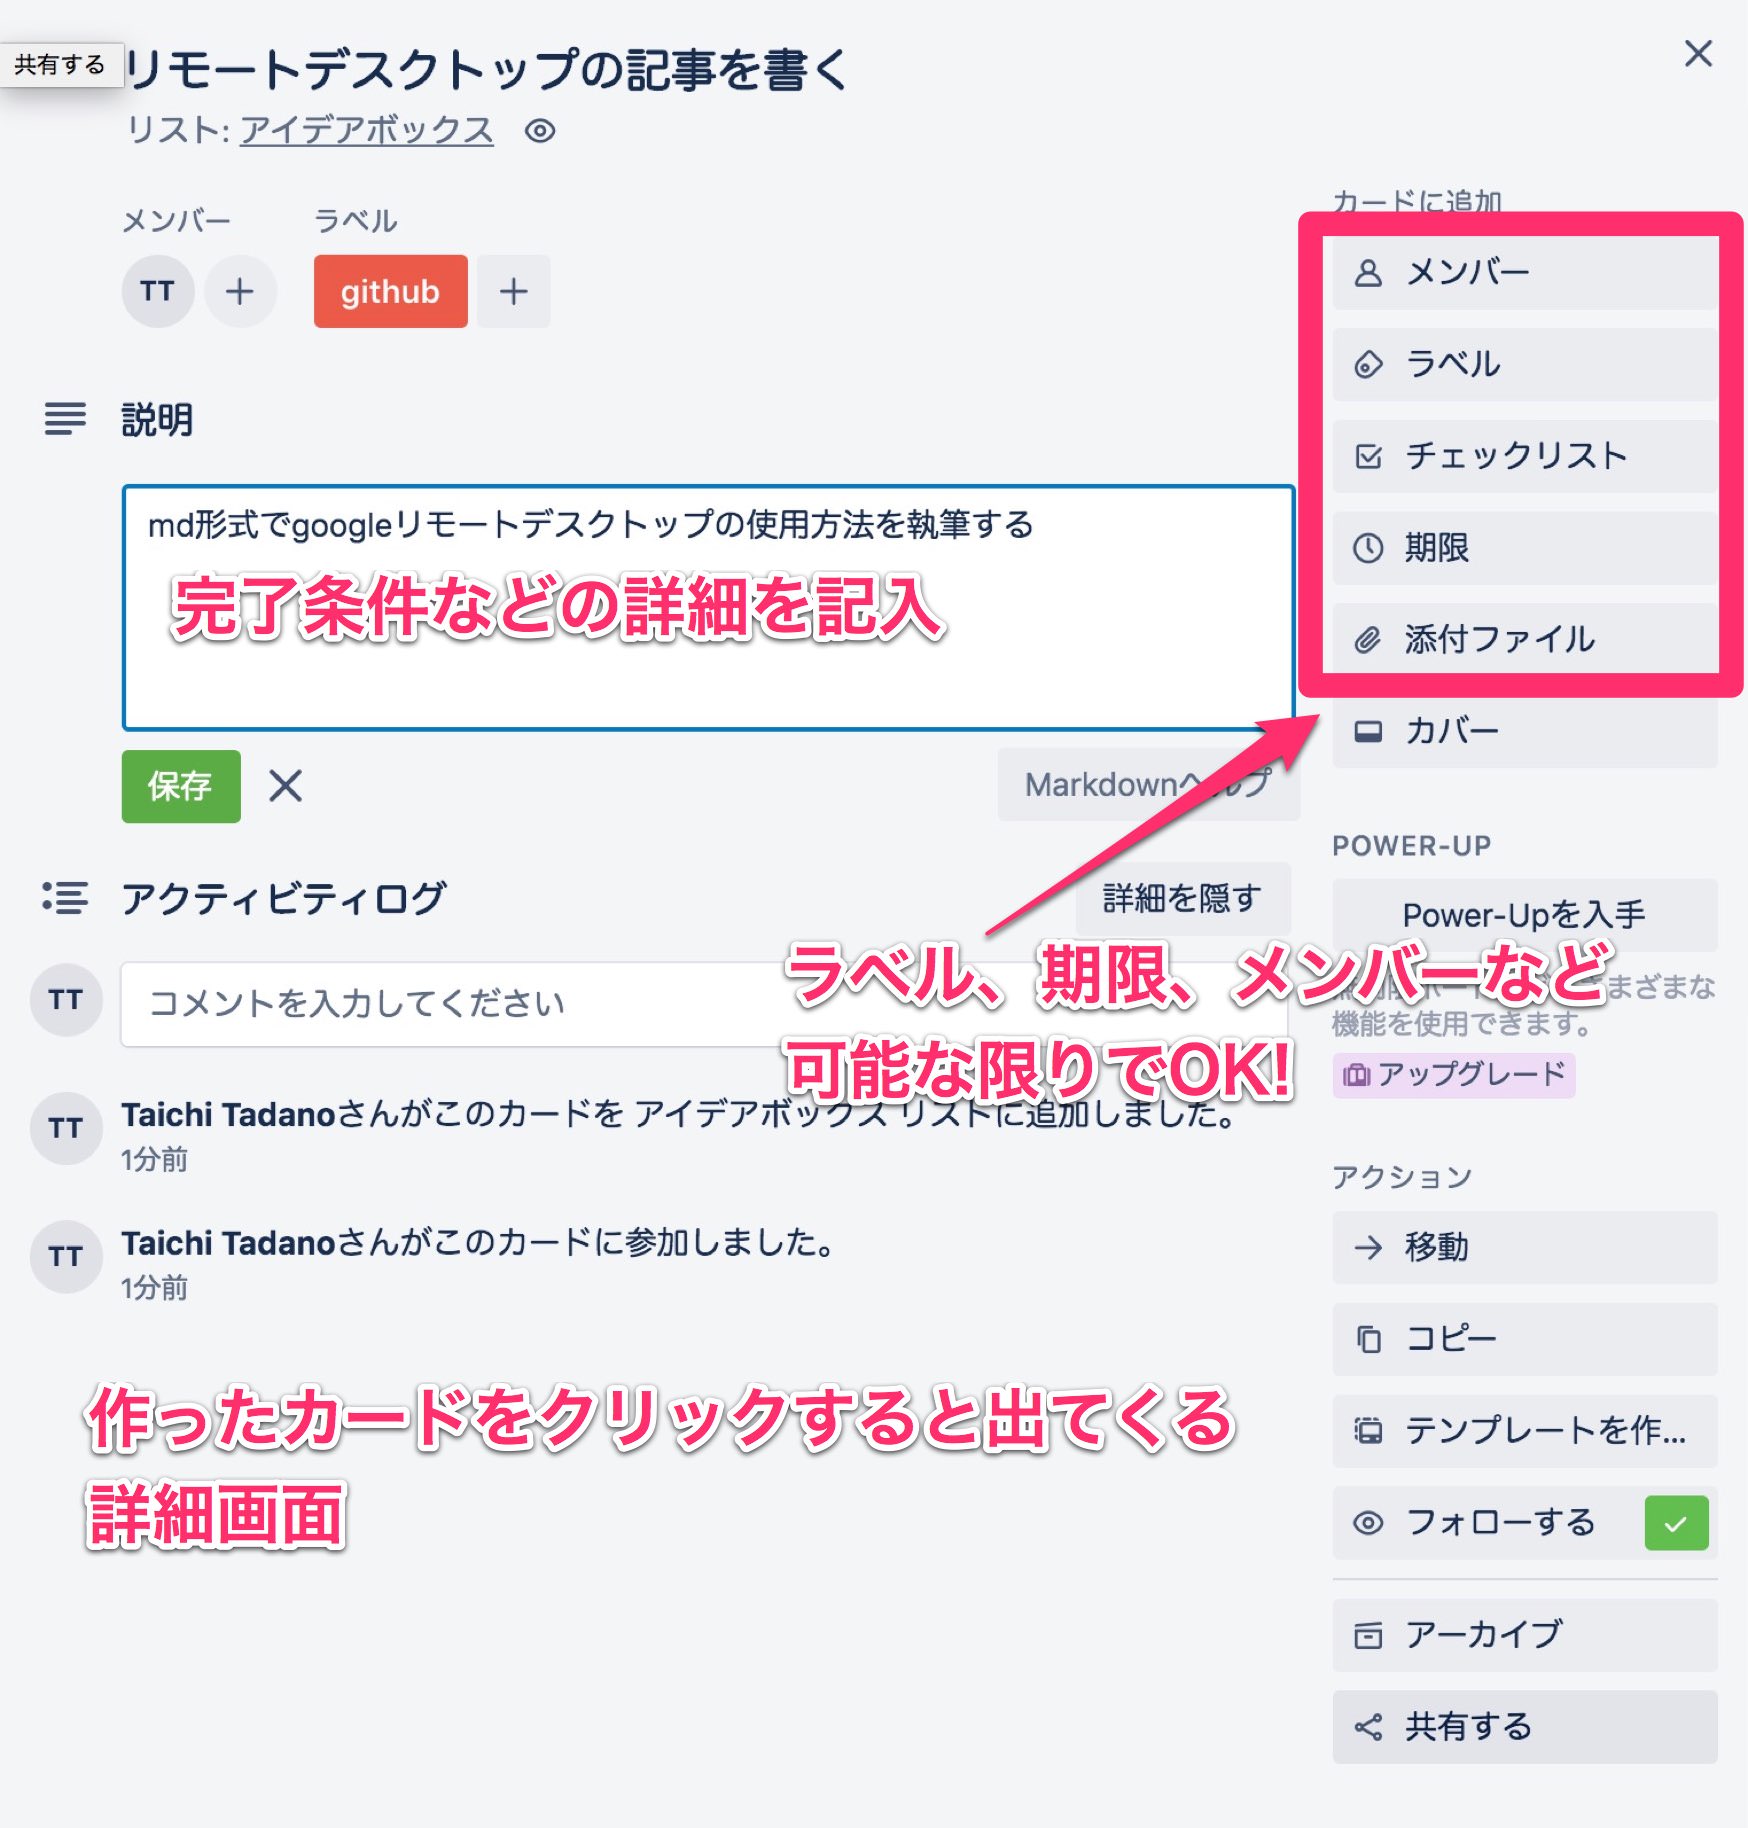 共有する
リモートデスクトップの記事を書く
リスト: アイデアボックス
メンバー
ラベル
TT
github
説明
md形式でgoogleリモートデスクトップの使用方法を執筆する
完了条件などの詳細を記入
保存
Markdownヘルプ
アクティビティログ
詳細を隠す
TT
コメントを入力してください
ラベル、期限、メンバーなど
可能な限りでOK!
TT
Taichi Tadanoさんがこのカードを アイデアボックス リストに追加しました。
1分前
TT
Taichi Tadanoさんがこのカードに参加しました。
1分前
作ったカードをクリックすると出てくる
詳細画面
カードに追加
メンバー
ラベル
チェックリスト
期限
添付ファイル
カバー
POWER-UP
Power-Upを入手
まざまな
機能を使用できます。
アップグレード
アクション
移動
コピー
テンプレートを作...
フォローする
アーカイブ
共有する